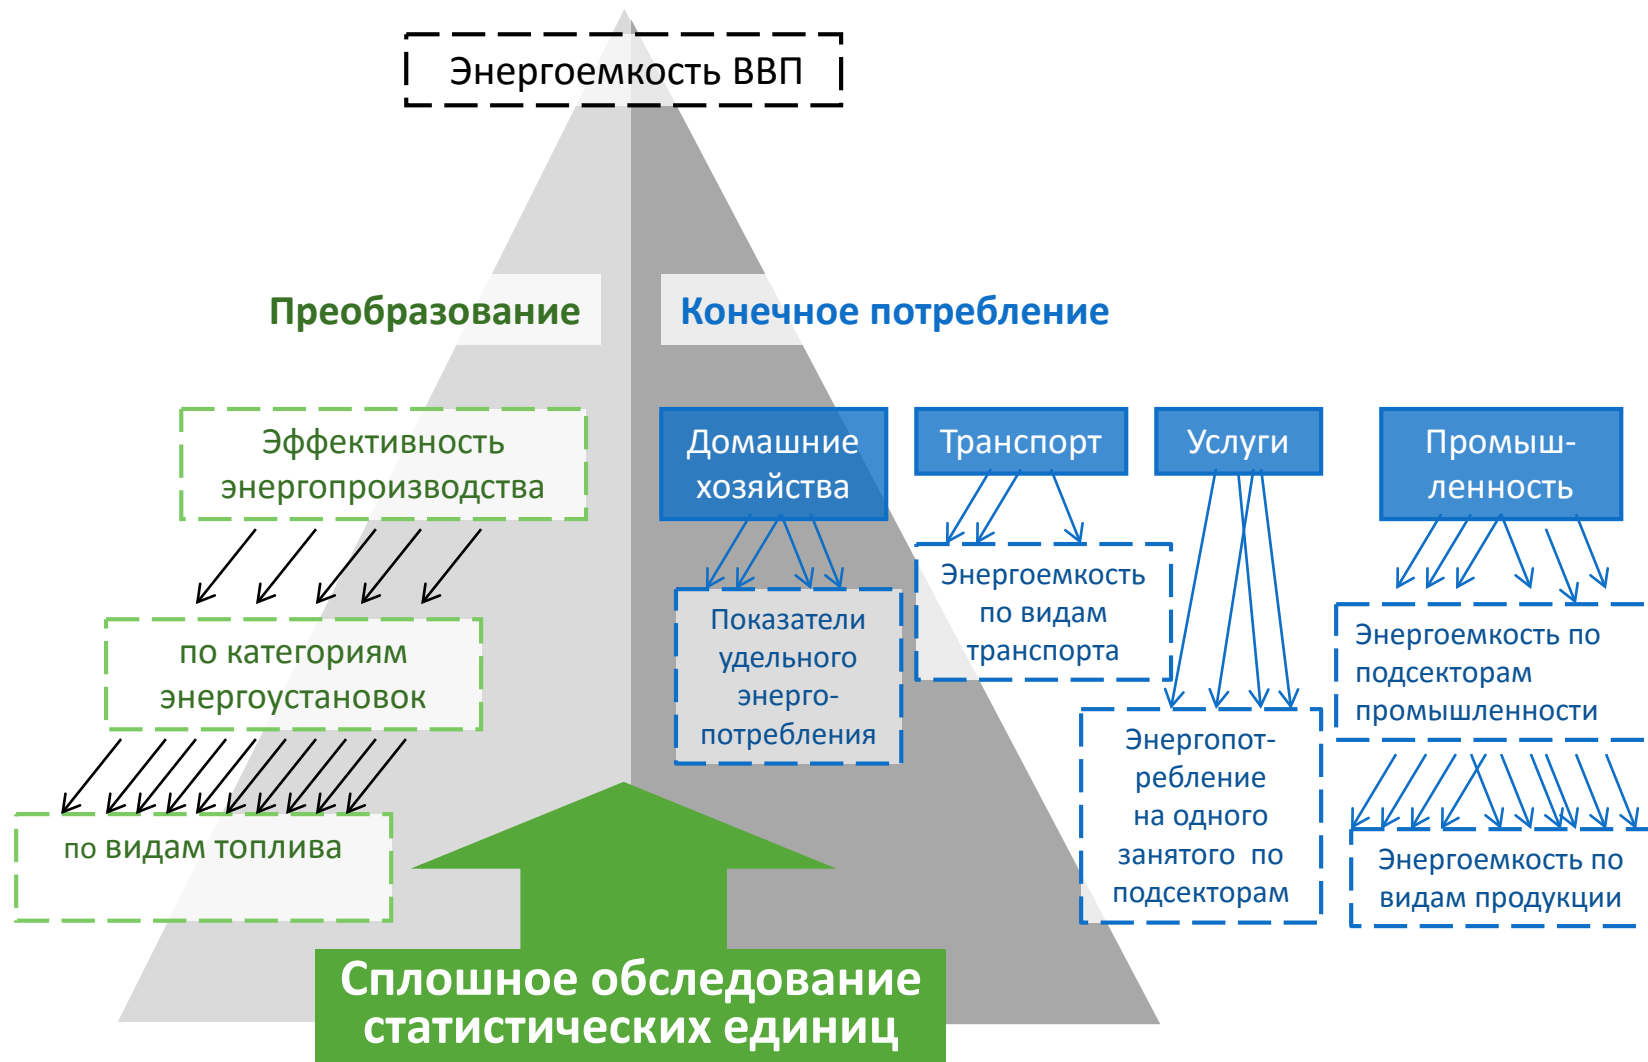 Энергоемкость ВВП
Преобразование
Конечное потребление
Эффективность
энергопроизводства
по категориям
энергоустановок
по видам топлива
Домашние
хозяйства
Показатели
удельного
энерго-
потребления
Транспорт
Энергоемкость
по видам
транспорта
Услуги
Энергопот-
ребление
на одного
занятого по
подсекторам
Промыш-
ленность
Энергоемкость по
подсекторам
промышленности
Энергоемкость по
видам продукции
Сплошное обследование
статистических единиц